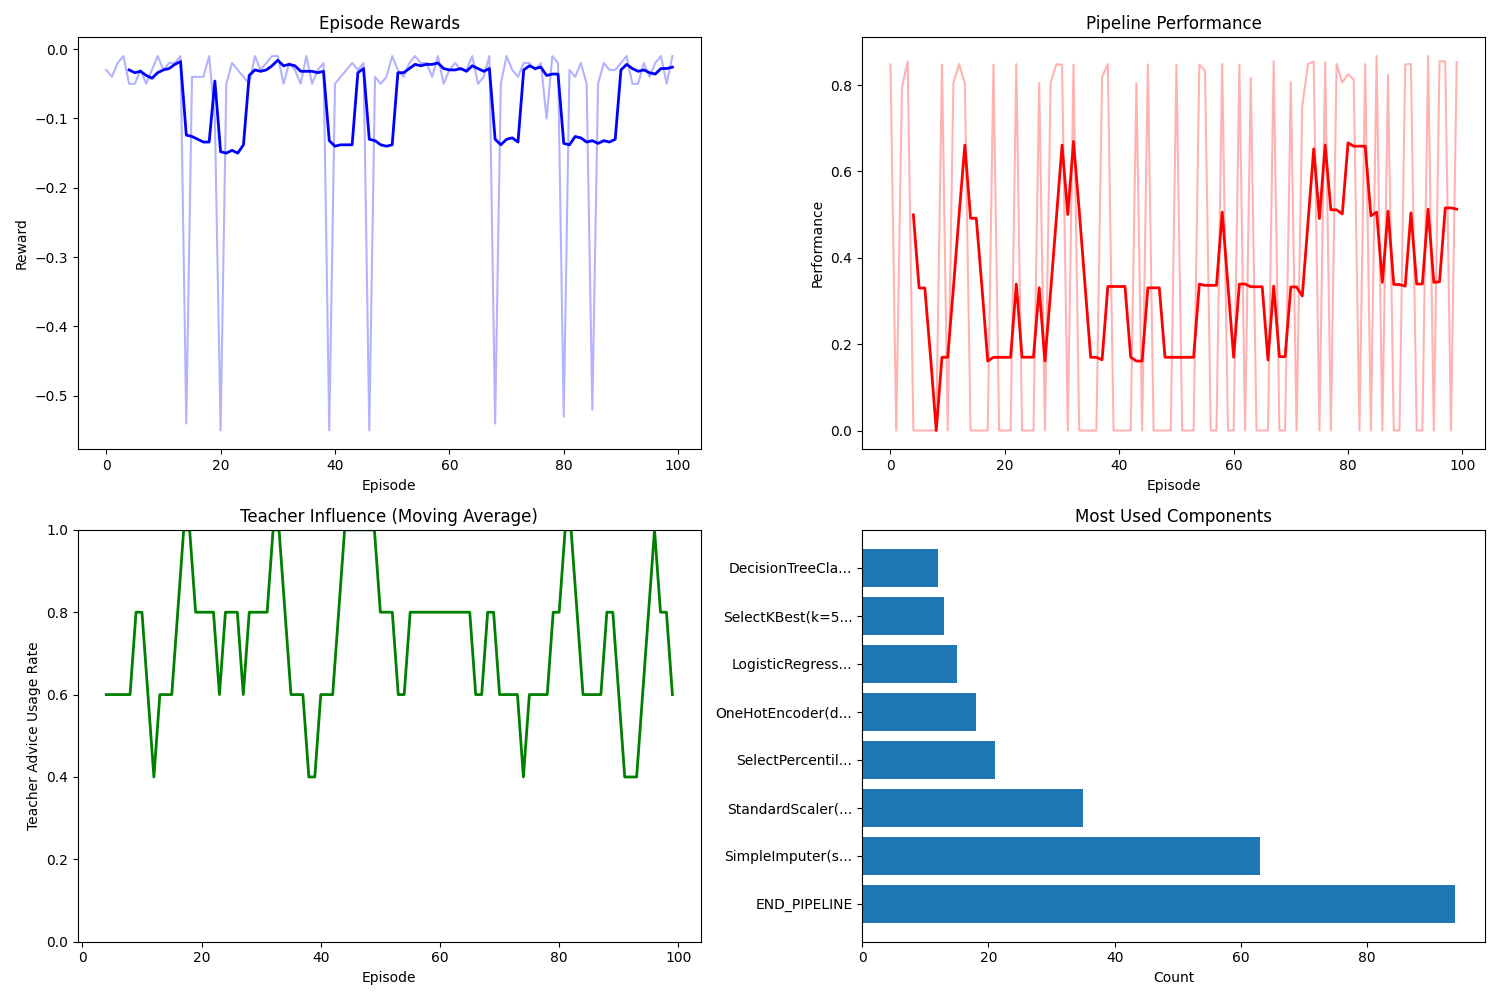 Episode Rewards
Reward
0.0
−0.1
−0.2
−0.3
−0.4
−0.5
0 20 40 60 80 100
Episode
Pipeline Performance
Performance
0.8
0.6
0.4
0.2
0.0
0 20 40 60 80 100
Episode
Teacher Influence (Moving Average)
Teacher Advice Usage Rate
1.0
0.8
0.6
0.4
0.2
0.0
0 20 40 60 80 100
Episode
Most Used Components
DecisionTreeCla...
SelectKBest(k=5...
LogisticRegress...
OneHotEncoder(d...
SelectPercentil...
StandardScaler(...
SimpleImputer(s...
END_PIPELINE
0 20 40 60 80
Count